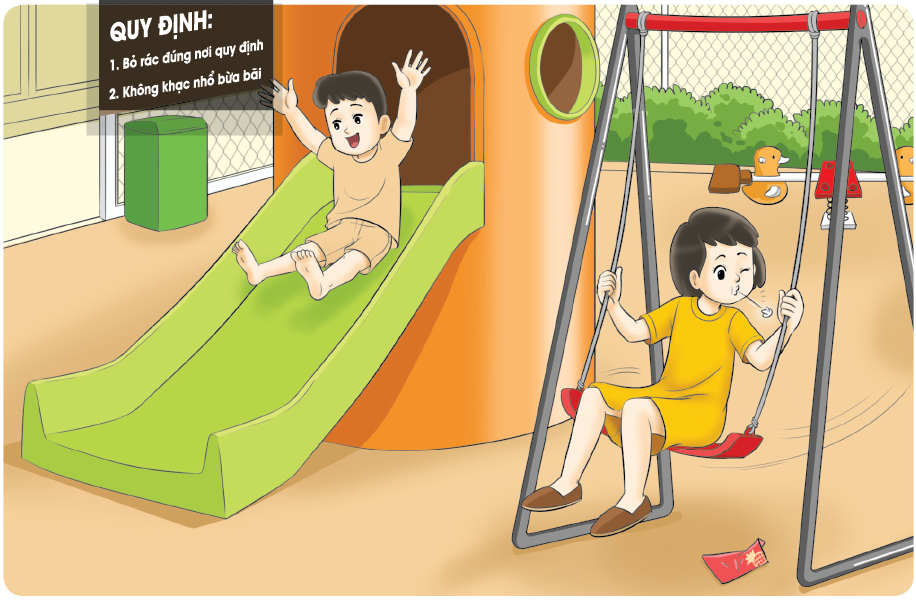 QUY ĐỊNH:
1. Bỏ rác đúng nơi quy định
2. Không khạc nhổ bừa bãi